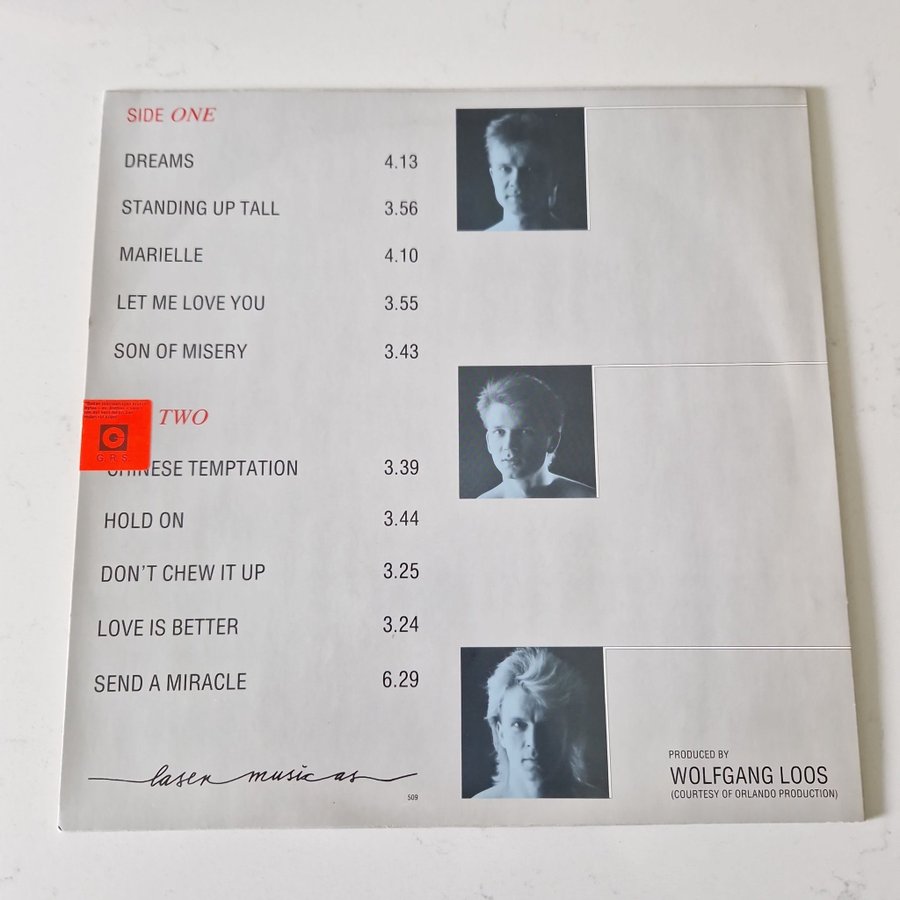 SIDE ONE
DREAMS 4.13
STANDING UP TALL 3.56
MARIELLE 4.10
LET ME LOVE YOU 3.55
SON OF MISERY 3.43
TWO
CHINESE TEMPTATION 3.39
HOLD ON 3.44
DON'T CHEW IT UP 3.25
LOVE IS BETTER 3.24
SEND A MIRACLE 6.29
G.R.S.
laser music as
509
PRODUCED BY
WOLFGANG LOOS
(COURTESY OF ORLANDO PRODUCTION)